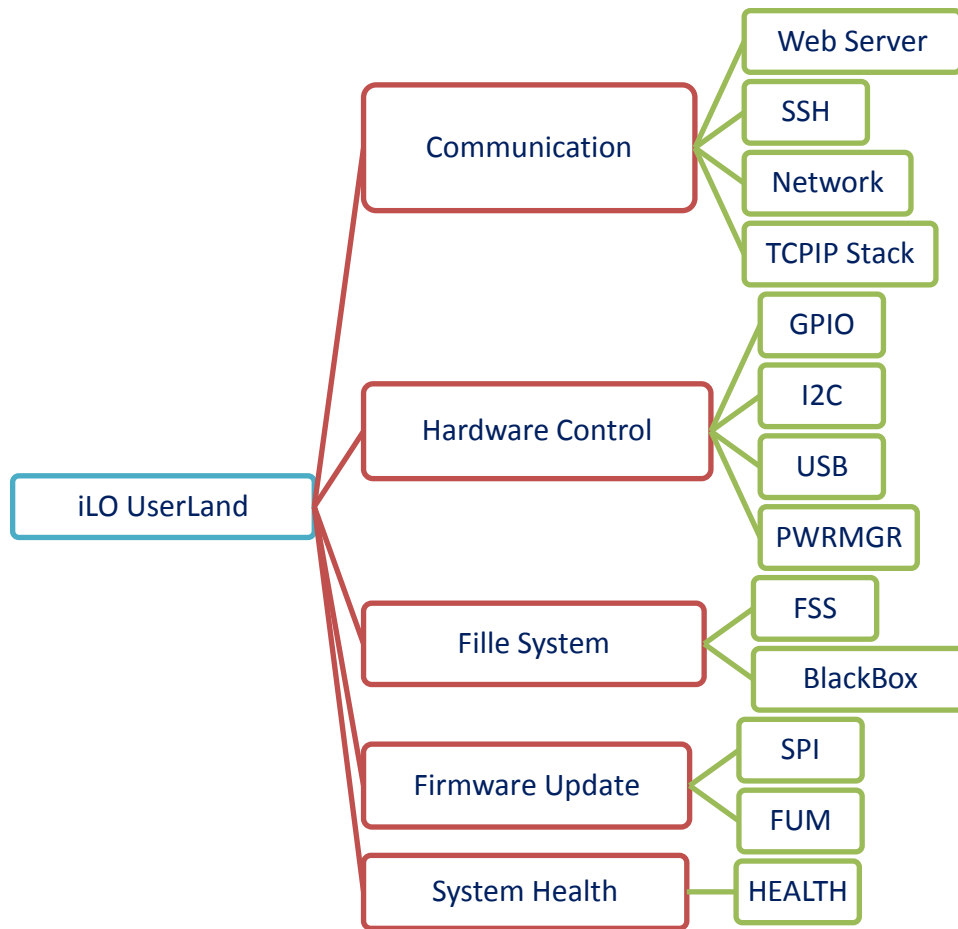 iLO UserLand
Communication
Web Server
SSH
Network
TCPIP Stack
Hardware Control
GPIO
I2C
USB
PWRMGR
Fille System
FSS
BlackBox
Firmware Update
SPI
FUM
System Health
HEALTH